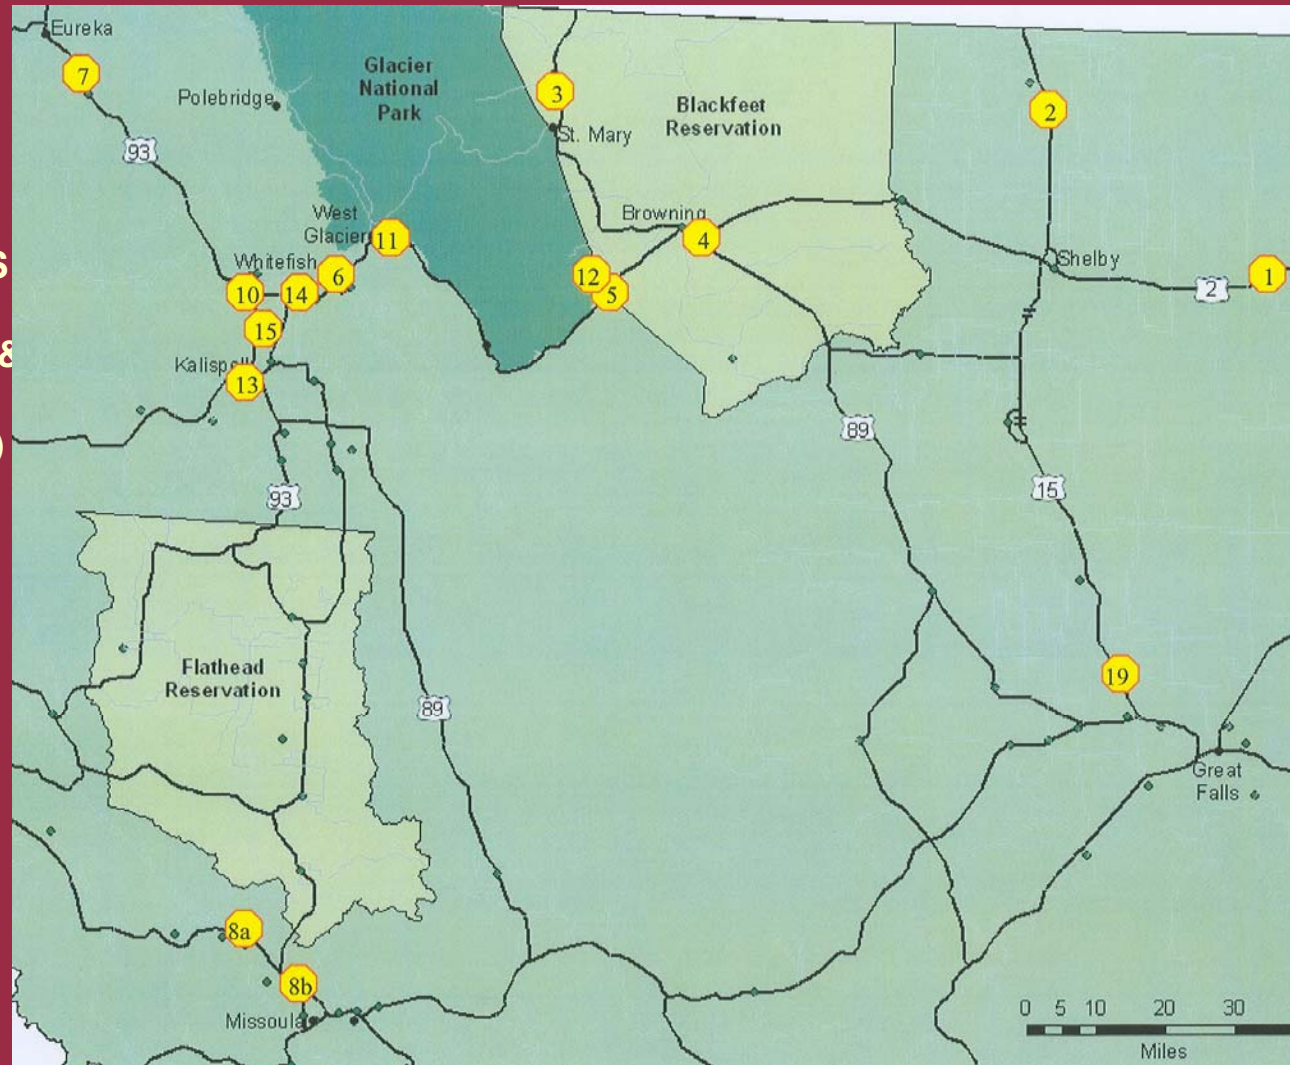 Eureka
7
Glacier
National
Park
3
Polebridge
Blackfeet
Reservation
2
St. Mary
93
West
Glacier
11
Browning
4
S
Whitefish
6
12
5
Shelby
1
2
10
14
15
&
Kalispell
13
)
89
93
15
Flathead
Reservation
19
89
Great
Falls
8a
8b
Missoula
0 5 10 20 30
Miles